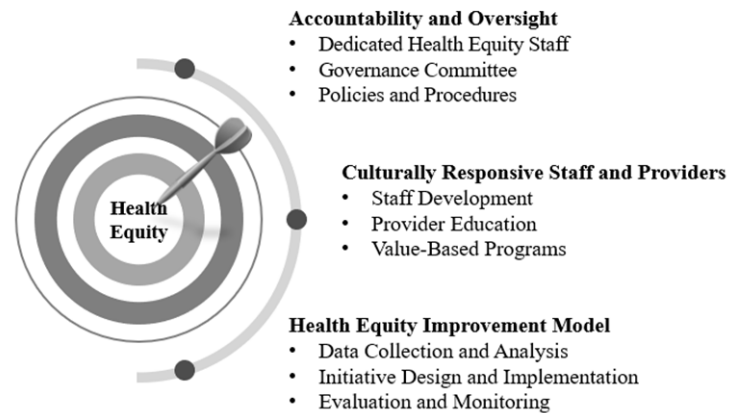 Accountability and Oversight
• Dedicated Health Equity Staff
• Governance Committee
• Policies and Procedures
Health
Equity
Culturally Responsive Staff and Providers
• Staff Development
• Provider Education
• Value-Based Programs
Health Equity Improvement Model
• Data Collection and Analysis
• Initiative Design and Implementation
• Evaluation and Monitoring